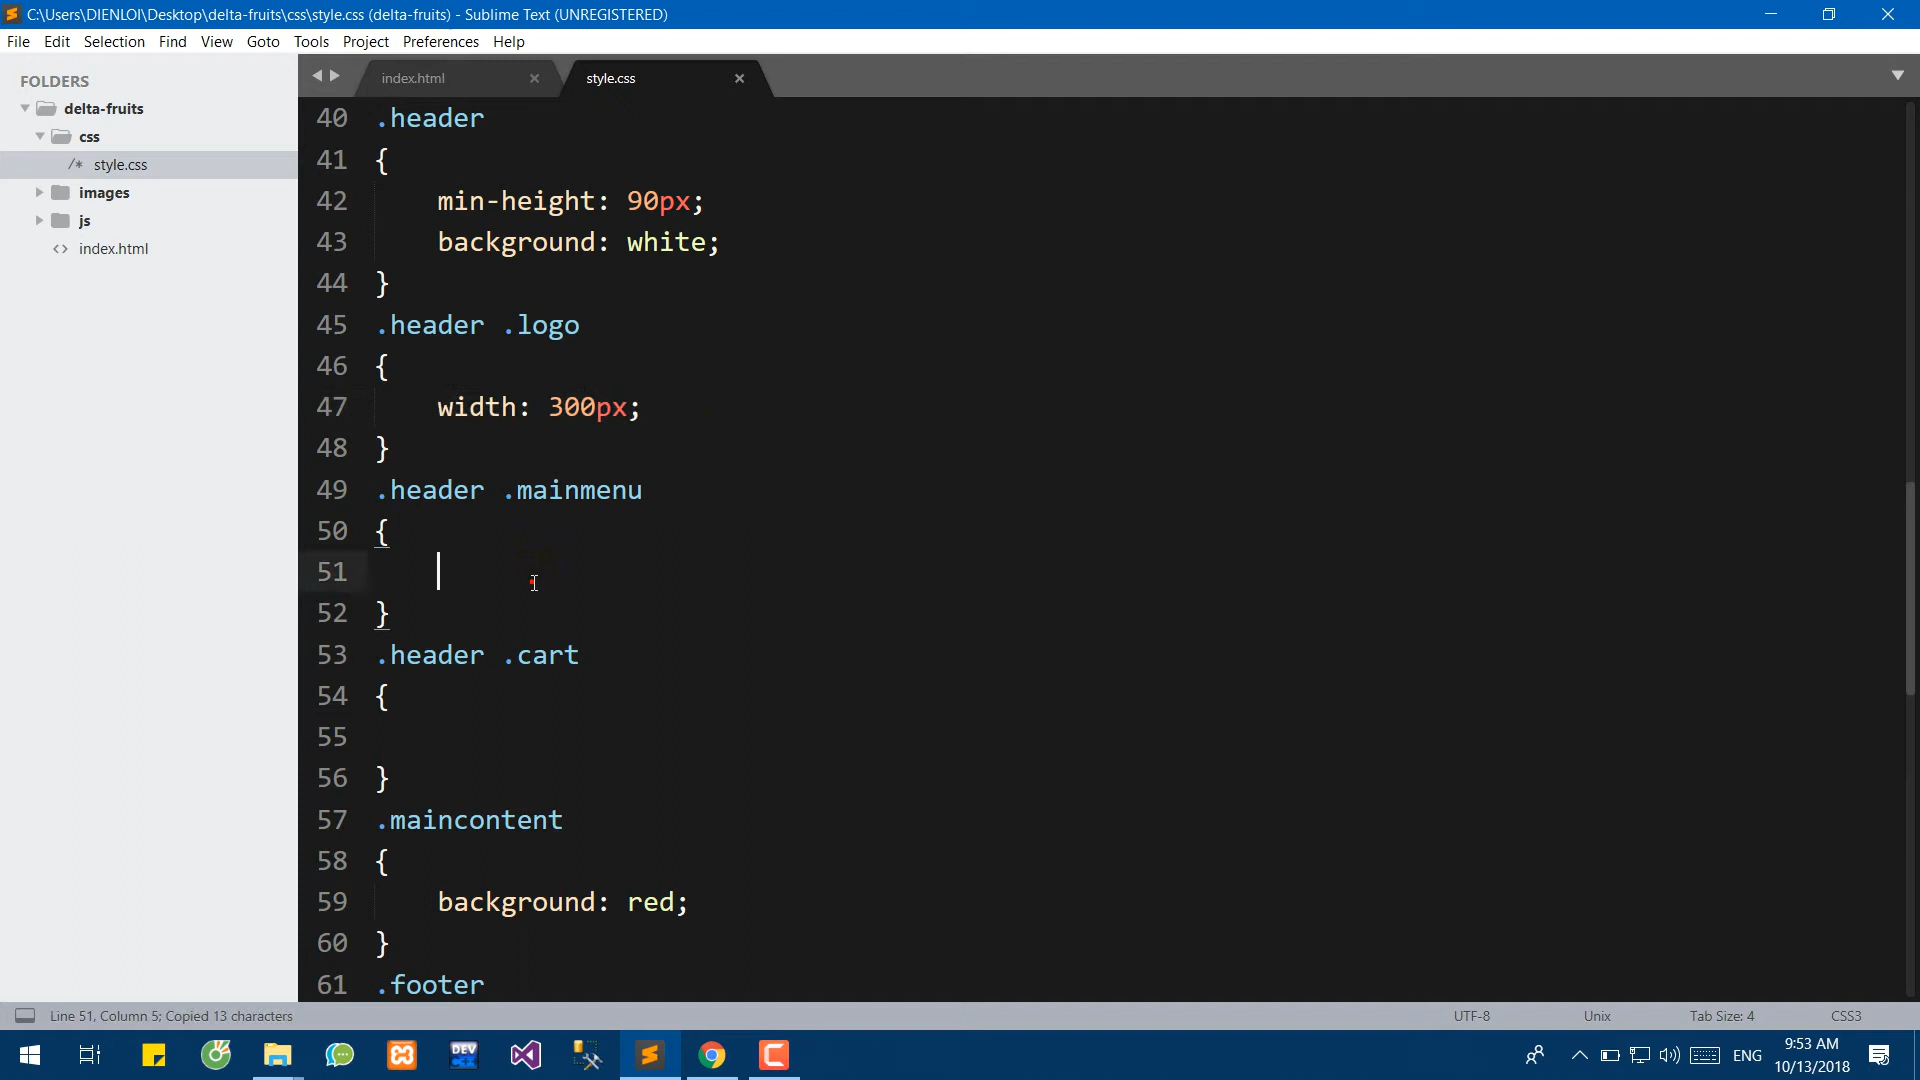 C:\Users\DIENLOI\Desktop\delta-fruits\css\style.css (delta-fruits) - Sublime Text (UNREGISTERED)
File Edit Selection Find View Goto Tools Project Preferences Help
FOLDERS
delta-fruits
css
/* style.css
images
js
<> index.html
index.html × style.css ×
40 .header
41 {
42 min-height: 90px;
43 background: white;
44 }
45 .header .logo
46 {
47 width: 300px;
48 }
49 .header .mainmenu
50 {
51
52 }
53 .header .cart
54 {
55
56 }
57 .maincontent
58 {
59 background: red;
60 }
61 .footer
Line 51, Column 5; Copied 13 characters UTF-8 Unix Tab Size: 4 CSS3
DEV
ENG
9:53 AM
10/13/2018